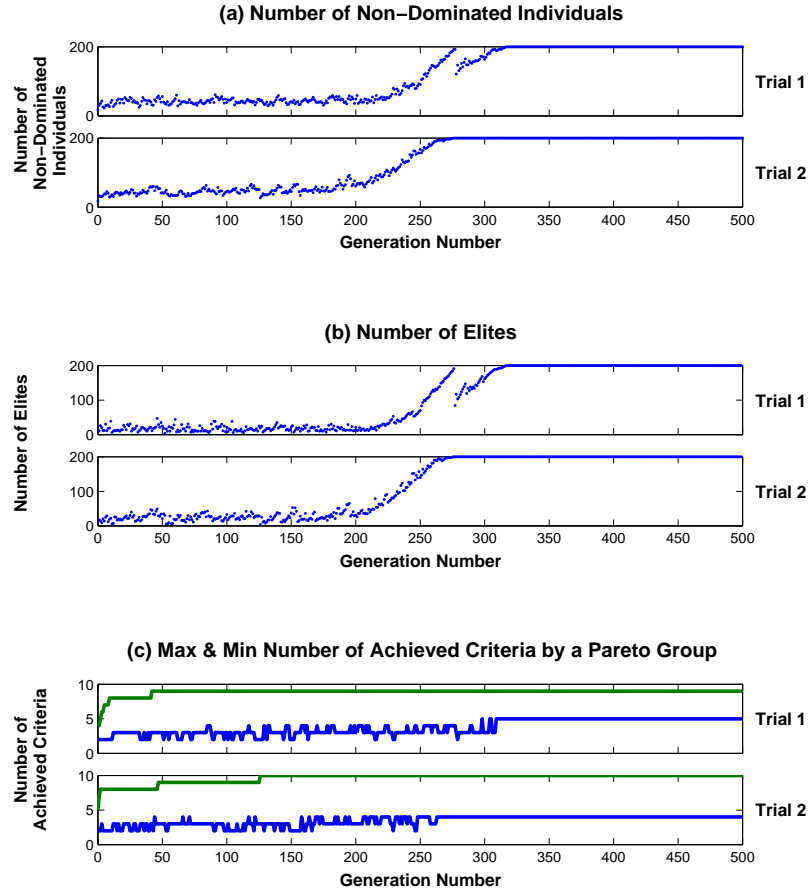 (a) Number of Non−Dominated Individuals
Number of
Non−Dominated
Individuals
200
0
Trial 1
200
0
Trial 2
0 50 100 150 200 250 300 350 400 450 500
Generation Number
(b) Number of Elites
Number of Elites
200
100
0
Trial 1
Number of Elites
200
100
0
Trial 2
0 50 100 150 200 250 300 350 400 450 500
Generation Number
(c) Max & Min Number of Achieved Criteria by a Pareto Group
Number of
Achieved Criteria
10
5
0
Trial 1
10
5
0
Trial 2
0 50 100 150 200 250 300 350 400 450 500
Generation Number